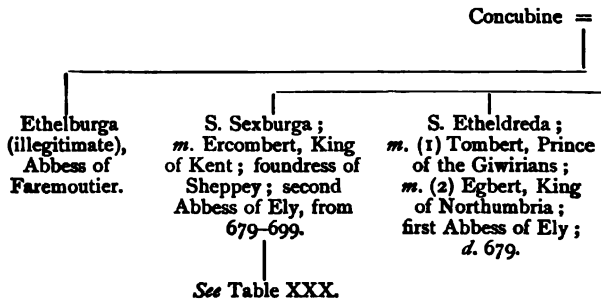 Concubine =
Ethelburga
(illegitimate),
Abbess of
Faremoutier.
S. Sexburga ;
m. Ercombert, King
of Kent ; foundress of
Sheppey ; second
Abbess of Ely, from
679–699.
See Table XXX.
S. Etheldreda ;
m. (1) Tombert, Prince
of the Giwirians ;
m. (2) Egbert, King
of Northumbria ;
first Abbess of Ely ;
d. 679.